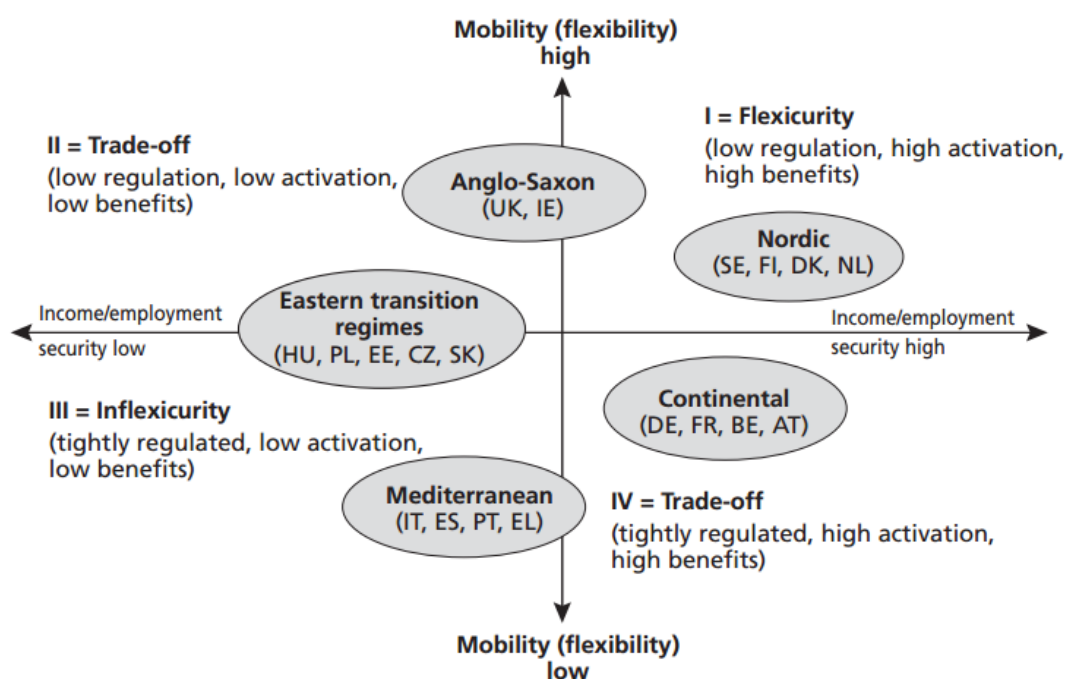 Mobility (flexibility)
high
I = Flexicurity
(low regulation, high activation,
high benefits)
II = Trade-off
(low regulation, low activation,
low benefits)
Anglo-Saxon
(UK, IE)
Nordic
(SE, FI, DK, NL)
Eastern transition
regimes
(HU, PL, EE, CZ, SK)
Income/employment
security low
Income/employment
security high
Continental
(DE, FR, BE, AT)
III = Inflexicurity
(tightly regulated, low activation,
low benefits)
Mediterranean
(IT, ES, PT, EL)
IV = Trade-off
(tightly regulated, high activation,
high benefits)
Mobility (flexibility)
low